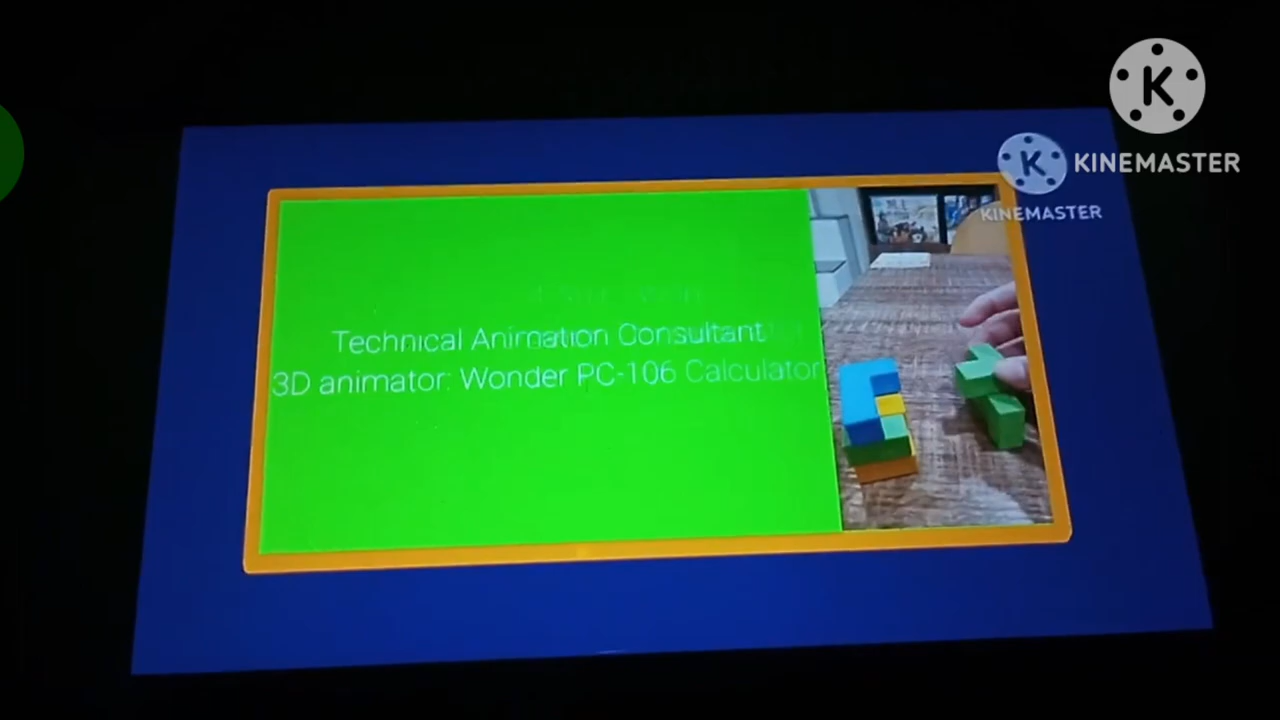 K
KINEMASTER
K
KINEMASTER
Technical Animation Consultant
3D animator: Wonder PC-106 Calculator